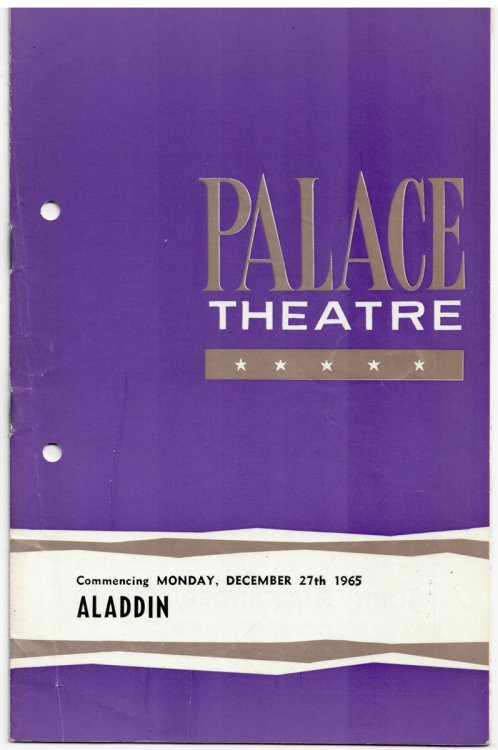 PALACE
THEATRE
Commencing MONDAY, DECEMBER 27th 1965
ALADDIN